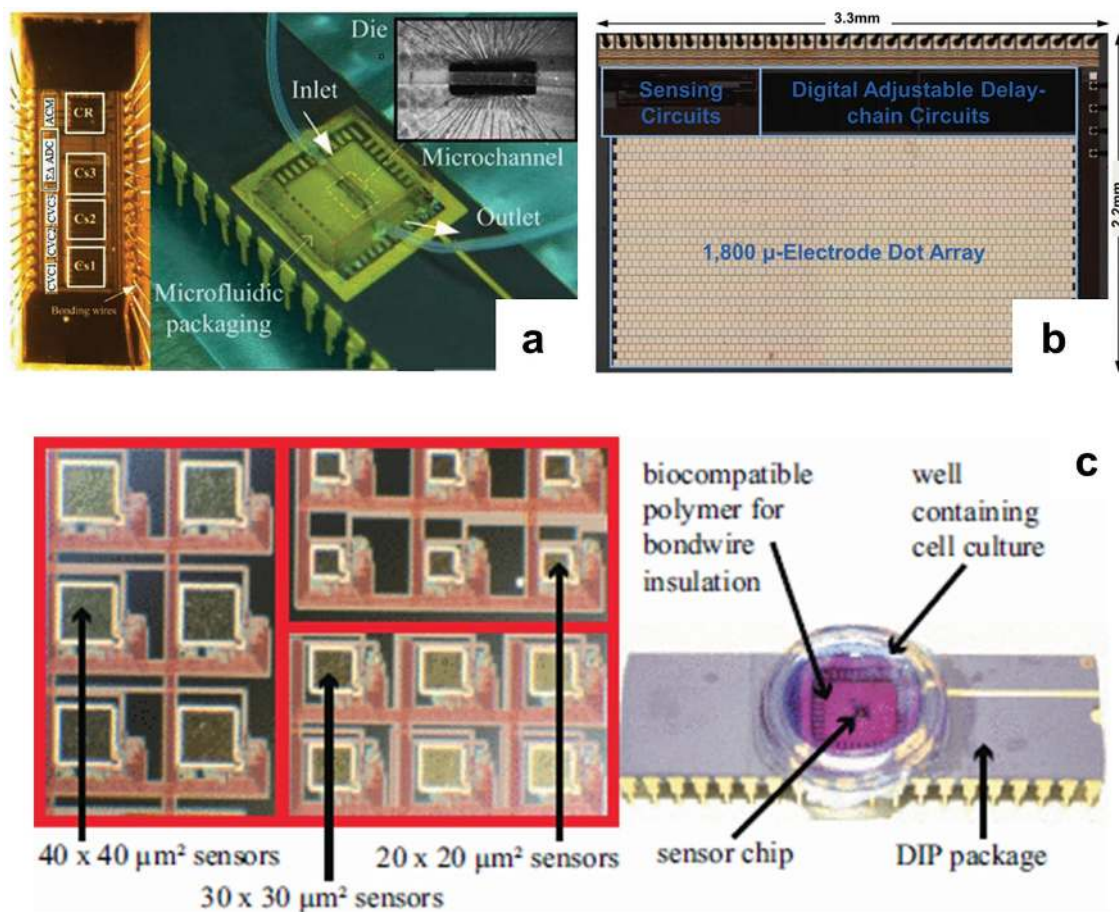 CR
Cs3
Cs2
Cs1
ACM
ΣΔ ADC
CVC3
CVC2
CVC1
Bonding wires
Die
Inlet
Microchannel
Outlet
Microfluidic
packaging
a
3.3mm
2.2mm
Sensing
Circuits
Digital Adjustable Delay-
chain Circuits
1,800 μ-Electrode Dot Array
b
c
biocompatible
polymer for
bondwire
insulation
well
containing
cell culture
40 x 40 μm² sensors
20 x 20 μm² sensors
30 x 30 μm² sensors
sensor chip
DIP package